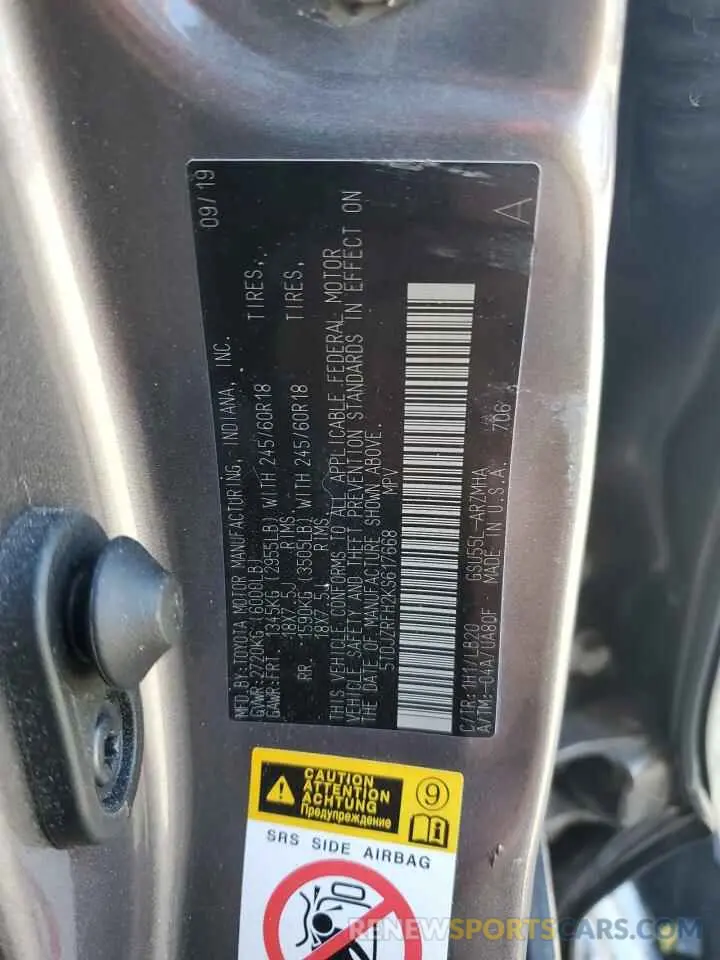 MFD.BY:TOYOTA MOTOR MANUFACTURING, INDIANA, INC. 09/19
GVWR-2720KG(6000LB)
GAWR:FRT. 1345KG (2955LB) WITH 245/60R18 TIRES,
18X7.5J RIMS,
RR. 1590KG (3505LB) WITH 245/60R18 TIRES,
18X7.5J RIMS,
THIS VEHICLE CONFORMS TO ALL APPLICABLE FEDERAL MOTOR
VEHICLE SAFETY AND THEFT PREVENTION STANDARDS IN EFFECT ON
THE DATE OF MANUFACTURE SHOWN ABOVE.
5TDJZRFH2KS617668 MPV
C/TR: 1H1/LB20 GSU55L-ARZMHA
A/TM: -04A/UA80F MADE IN U.S.A. 706
A
CAUTION
ATTENTION
ACHTUNG
Предупреждение
9
SRS SIDE AIRBAG
RENEWSPORTSCARS.COM